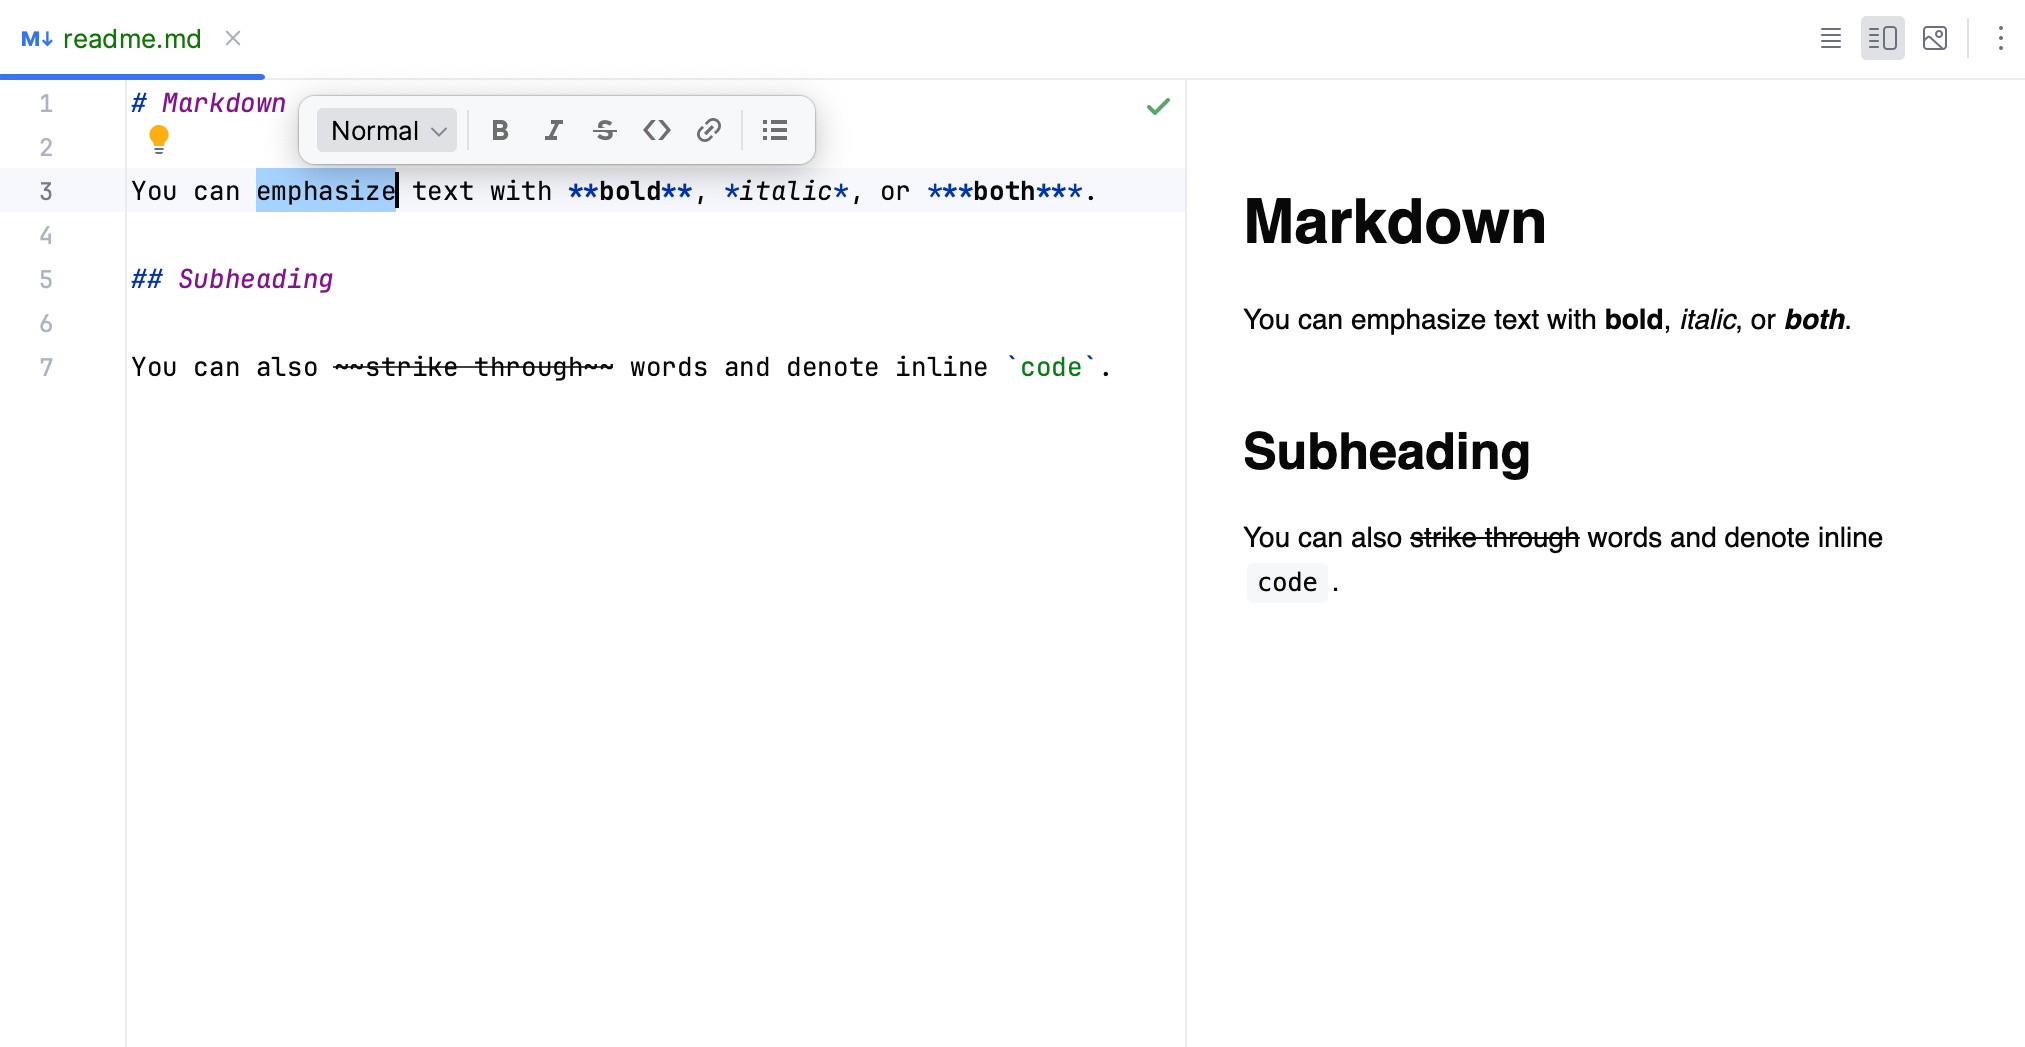 M↓ readme.md
1 # Markdown
Normal B I S <>
2
3 You can emphasize text with **bold**, *italic*, or ***both***.
4
5 ## Subheading
6
7 You can also ~~strike through~~ words and denote inline `code`.
Markdown
You can emphasize text with bold, italic, or both.
Subheading
You can also strike through words and denote inline
code.